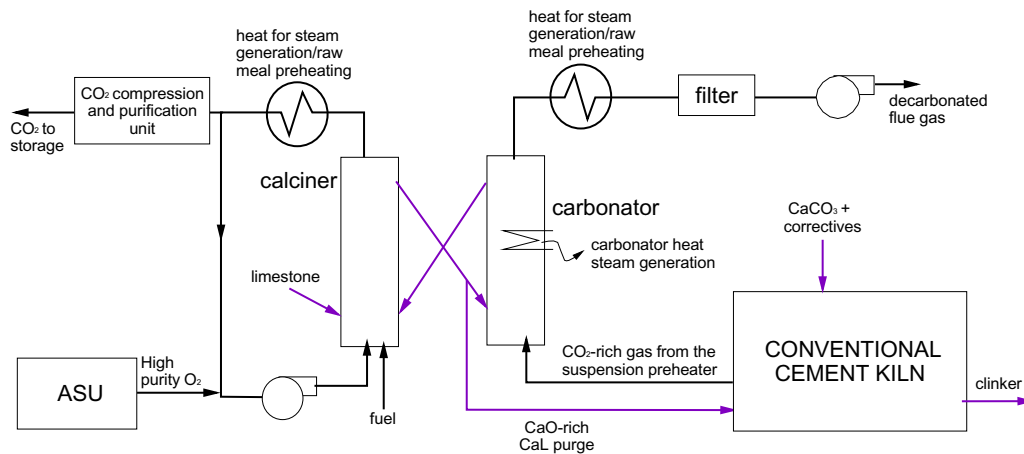 heat for steam
generation/raw
meal preheating
heat for steam
generation/raw
meal preheating
CO₂ compression
and purification
unit
CO₂ to
storage
filter
decarbonated
flue gas
calciner
carbonator
carbonator heat
steam generation
CaCO₃ +
correctives
limestone
ASU
High
purity O₂
fuel
CO₂-rich gas from the
suspension preheater
CONVENTIONAL
CEMENT KILN
clinker
CaO-rich
CaL purge